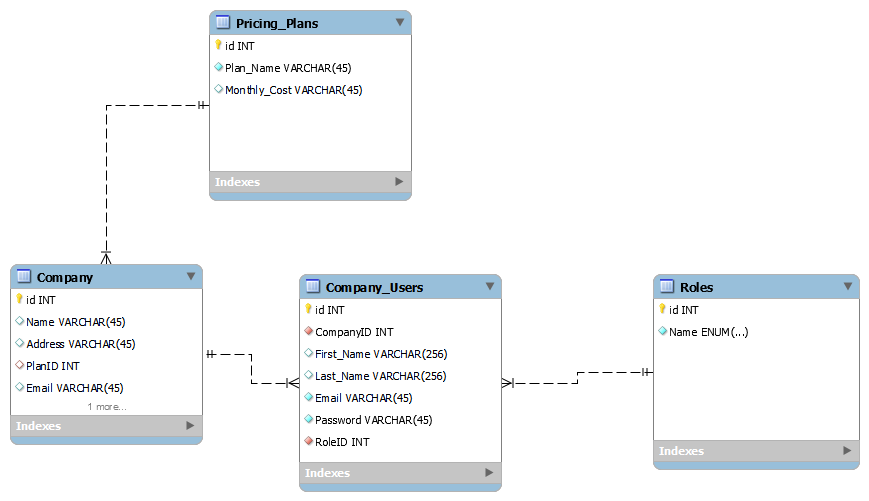 Pricing_Plans
id INT
Plan_Name VARCHAR(45)
Monthly_Cost VARCHAR(45)
Indexes
Company
id INT
Name VARCHAR(45)
Address VARCHAR(45)
PlanID INT
Email VARCHAR(45)
1 more...
Indexes
Company_Users
id INT
CompanyID INT
First_Name VARCHAR(256)
Last_Name VARCHAR(256)
Email VARCHAR(45)
Password VARCHAR(45)
RoleID INT
Indexes
Roles
id INT
Name ENUM(...)
Indexes